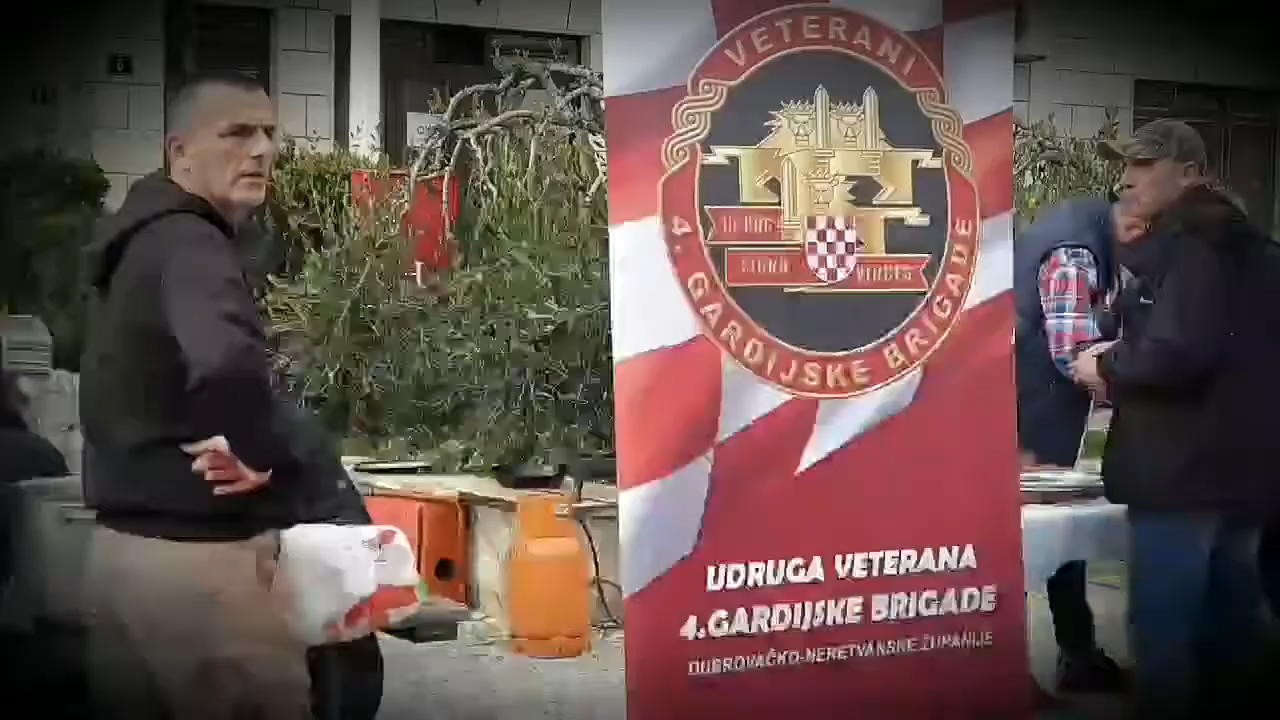 VETERANI
4. GARDIJSKE BRIGADE
UDRUGA VETERANA
4.GARDIJSKE BRIGADE
DUBROVAČKO-NERETVANSKE ŽUPANIJE